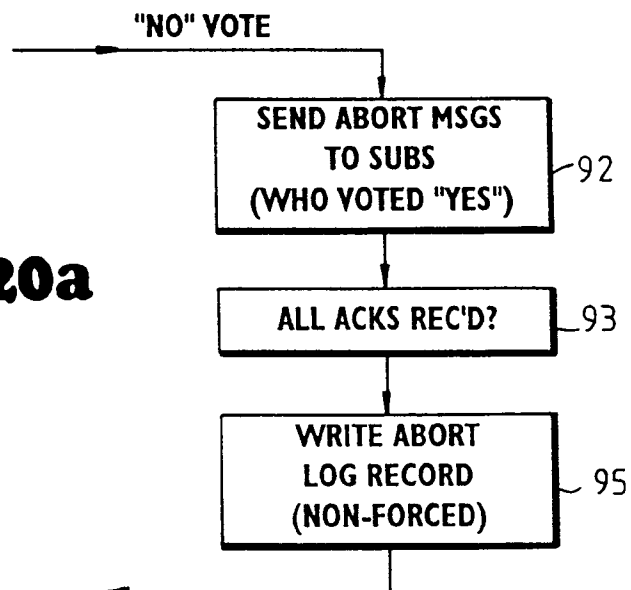 "NO" VOTE
SEND ABORT MSGS
TO SUBS
(WHO VOTED "YES")
92
20a
ALL ACKS REC'D?
93
WRITE ABORT
LOG RECORD
(NON-FORCED)
95